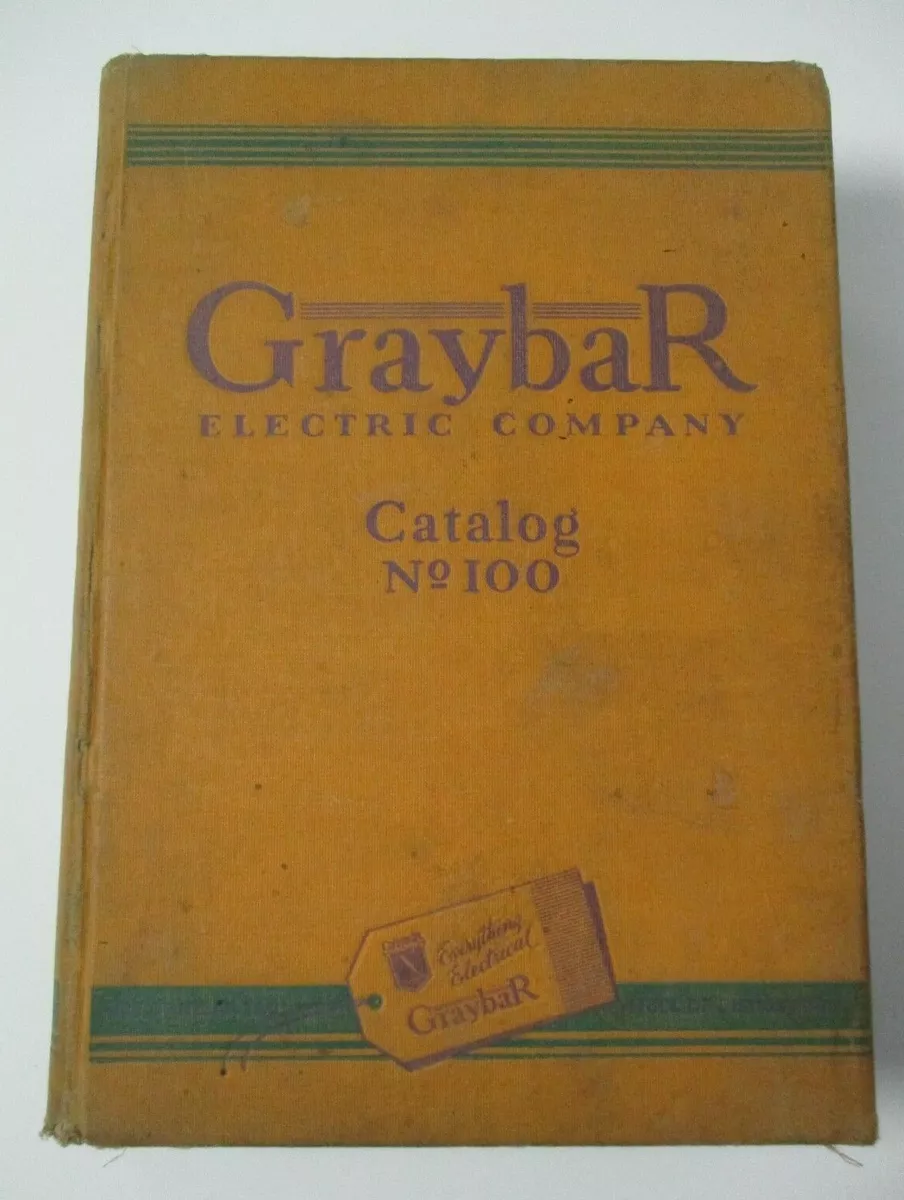 GraybaR
ELECTRIC COMPANY
Catalog
Nº 100
Everything
Electrical
GraybaR